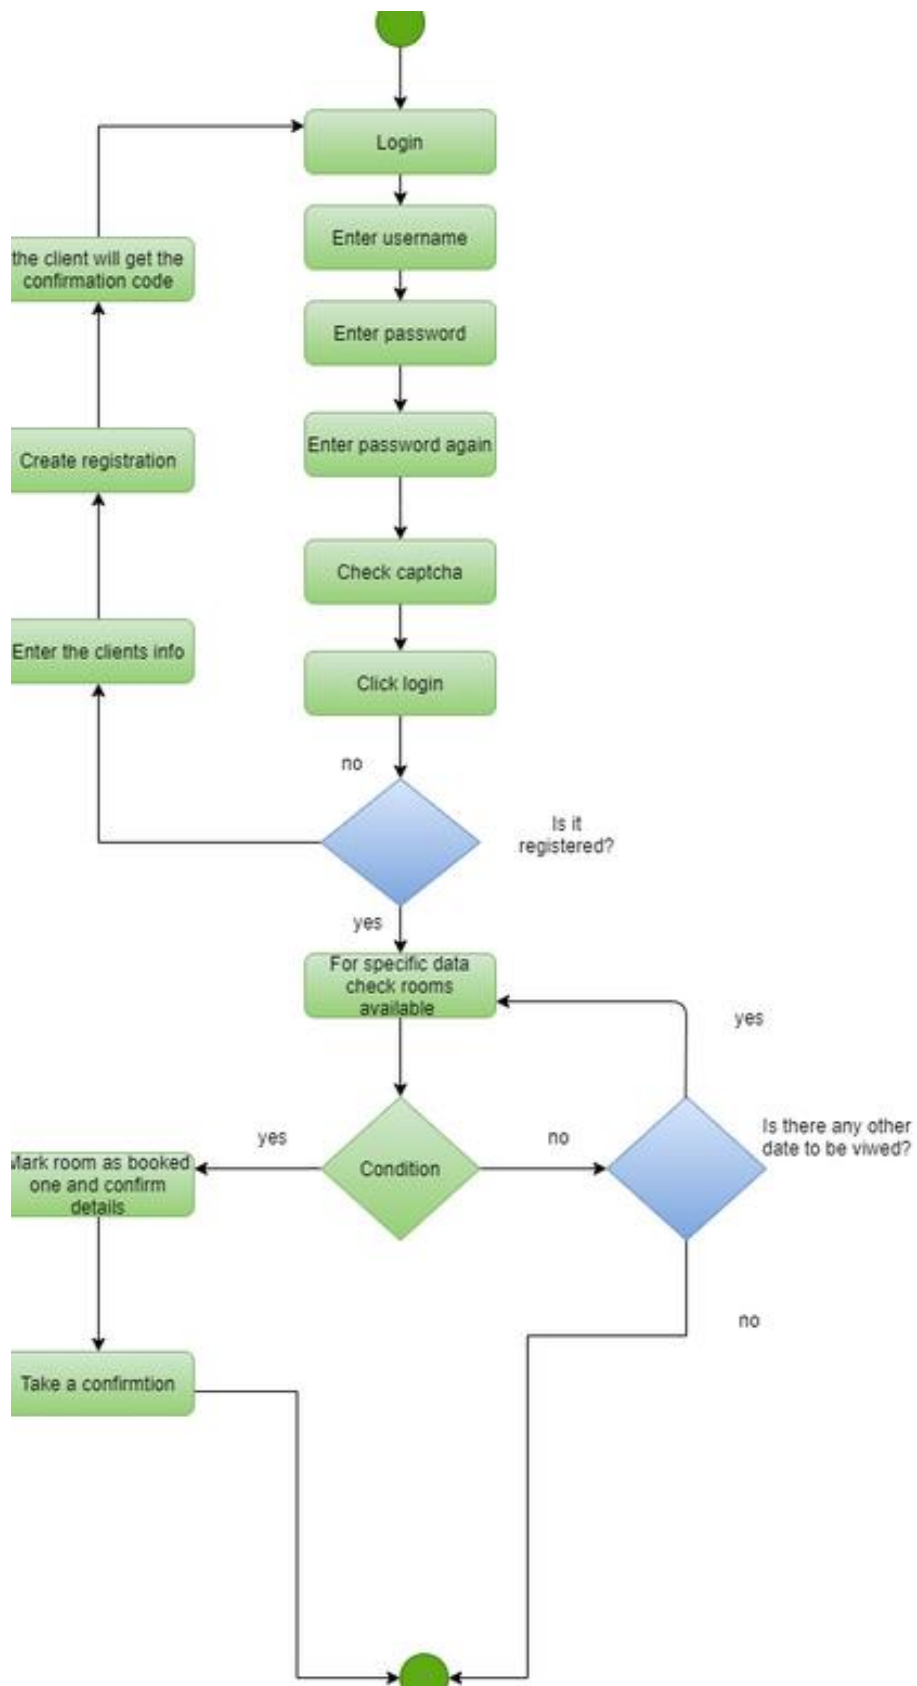 Login
Enter username
the client will get the
confirmation code
Enter password
Enter password again
Create registration
Check captcha
Enter the clients info
Click login
no
Is it
registered?
yes
For specific data
check rooms
available
yes
Is there any other
date to be viwed?
yes
no
Condition
Mark room as booked
one and confirm
details
no
Take a confirmtion